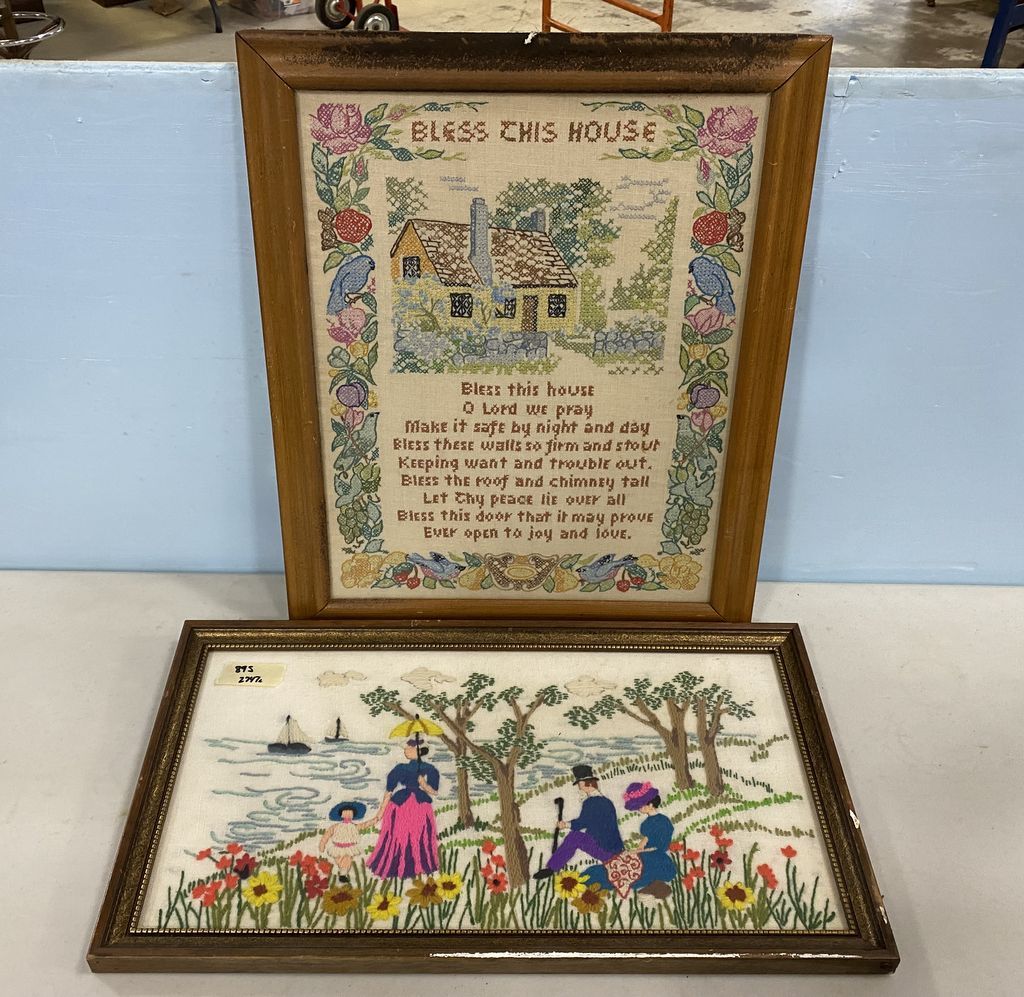 BLESS THIS HOUSE
Bless this house
O Lord we pray
Make it safe by night and day
Bless these walls so firm and stout
Keeping want and trouble out.
Bless the roof and chimney tall
Let Thy peace lie over all
Bless this door that it may prove
Ever open to joy and love.